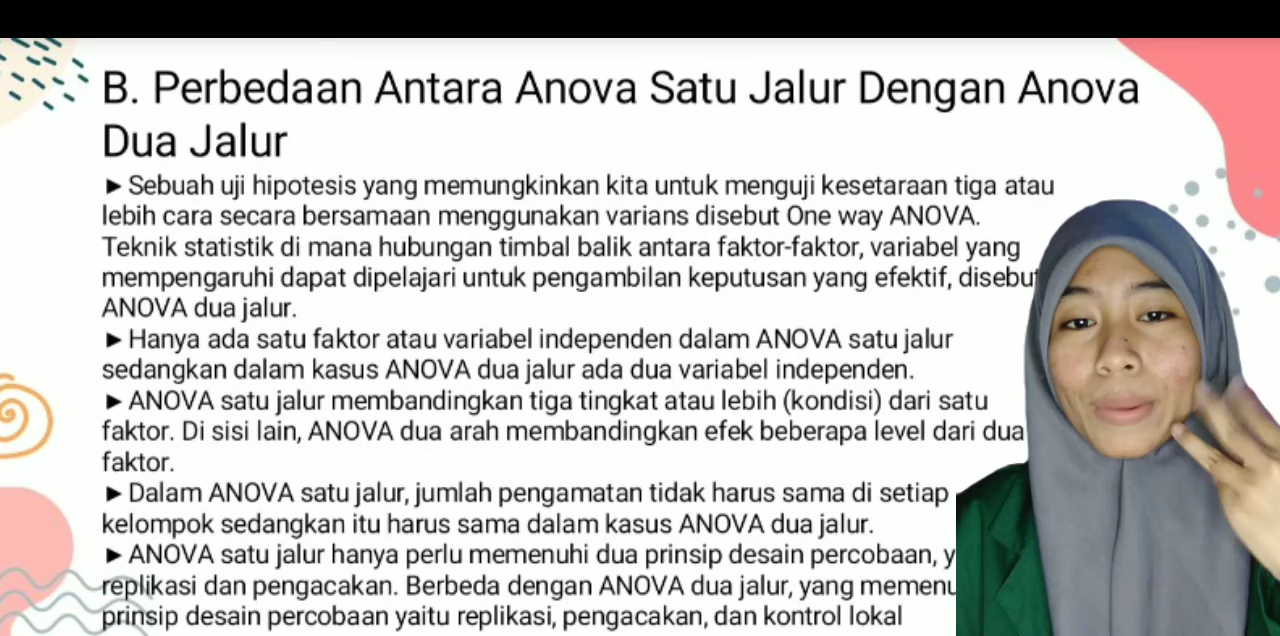 B. Perbedaan Antara Anova Satu Jalur Dengan Anova
Dua Jalur
►Sebuah uji hipotesis yang memungkinkan kita untuk menguji kesetaraan tiga atau
lebih cara secara bersamaan menggunakan varians disebut One way ANOVA.
Teknik statistik di mana hubungan timbal balik antara faktor-faktor, variabel yang
mempengaruhi dapat dipelajari untuk pengambilan keputusan yang efektif, disebut
ANOVA dua jalur.
►Hanya ada satu faktor atau variabel independen dalam ANOVA satu jalur
sedangkan dalam kasus ANOVA dua jalur ada dua variabel independen.
►ANOVA satu jalur membandingkan tiga tingkat atau lebih (kondisi) dari satu
faktor. Di sisi lain, ANOVA dua arah membandingkan efek beberapa level dari dua
faktor.
►Dalam ANOVA satu jalur, jumlah pengamatan tidak harus sama di setiap
kelompok sedangkan itu harus sama dalam kasus ANOVA dua jalur.
►ANOVA satu jalur hanya perlu memenuhi dua prinsip desain percobaan,
replikasi dan pengacakan. Berbeda dengan ANOVA dua jalur, yang
prinsip desain percobaan yaitu replikasi, pengacakan, dan kontrol lokal